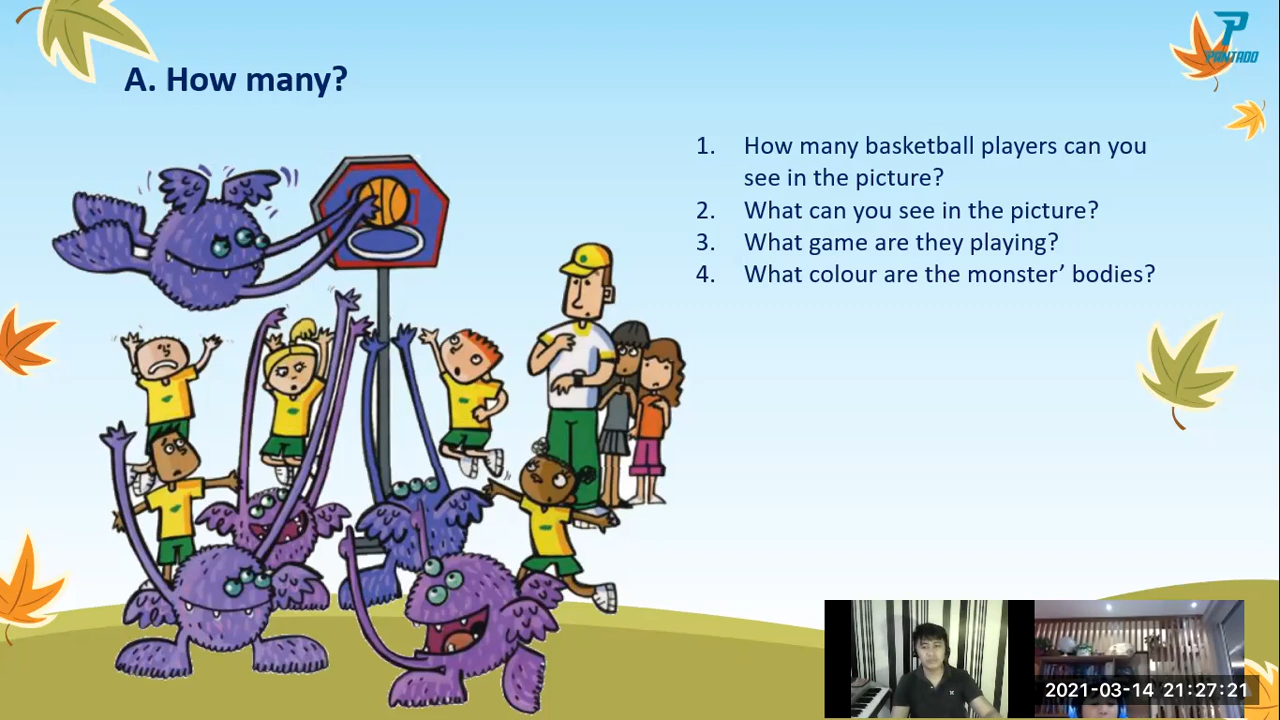 PANTADO
A. How many?
1. How many basketball players can you
see in the picture?
2. What can you see in the picture?
3. What game are they playing?
4. What colour are the monster’ bodies?
2021-03-14 21:27:21